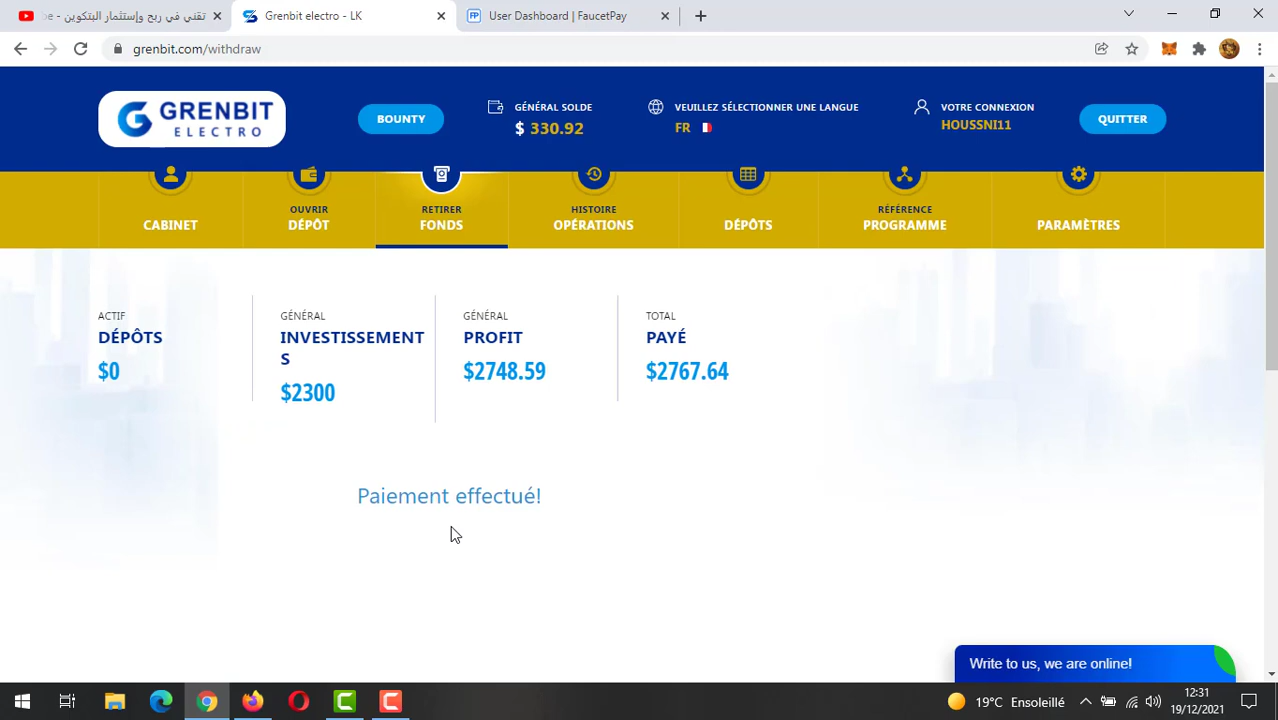 تقني في ربح وإستثمار البتكوين - be
Grenbit electro - LK
User Dashboard | FaucetPay
grenbit.com/withdraw
GRENBIT
ELECTRO
BOUNTY
GÉNÉRAL SOLDE
$ 330.92
VEUILLEZ SÉLECTIONNER UNE LANGUE
FR
VOTRE CONNEXION
HOUSSNI11
QUITTER
CABINET
OUVRIR
DÉPÔT
RETIRER
FONDS
HISTOIRE
OPÉRATIONS
DÉPÔTS
RÉFÉRENCE
PROGRAMME
PARAMÈTRES
ACTIF
DÉPÔTS
$0
GÉNÉRAL
INVESTISSEMENT
S
$2300
GÉNÉRAL
PROFIT
$2748.59
TOTAL
PAYÉ
$2767.64
Paiement effectué!
Write to us, we are online!
19°C Ensoleillé
12:31
19/12/2021